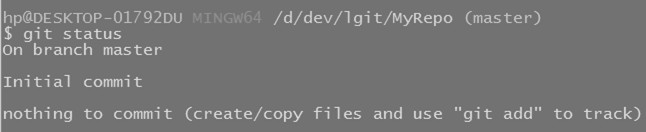 hp@DESKTOP-01792DU MINGW64 /d/dev/lgit/MyRepo (master)
$ git status
On branch master
Initial commit
nothing to commit (create/copy files and use "git add" to track)